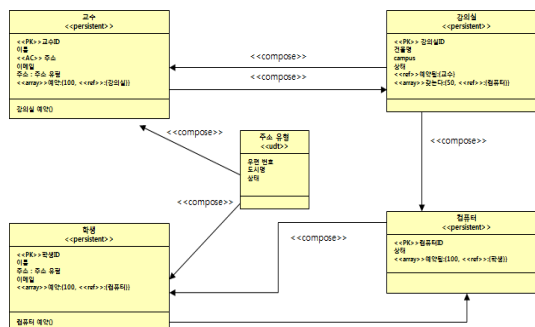 교수
<<persistent>>
<<PK>>교수ID
이름
<<AC>> 주소
이메일
주소 : 주소 유형
<<array>>예약:(100, <<ref>>:(강의실))
강의실 예약()
강의실
<<persistent>>
<<PK>> 강의실ID
건물명
campus
상태
<<ref>>예약됨:(교수)
<<array>>갖는다:(50, <<ref>>:(컴퓨터))
<<compose>>
<<compose>>
<<compose>>
주소 유형
<<udt>>
우편 번호
도시명
상태
<<compose>>
<<compose>>
<<compose>>
학생
<<persistent>>
<<PK>>학생ID
이름
주소 : 주소 유형
이메일
<<array>>예약:(100, <<ref>>:(컴퓨터))
컴퓨터 예약()
컴퓨터
<<persistent>>
<<PK>>컴퓨터ID
상태
<<array>>예약됨:(100, <<ref>>:(학생))